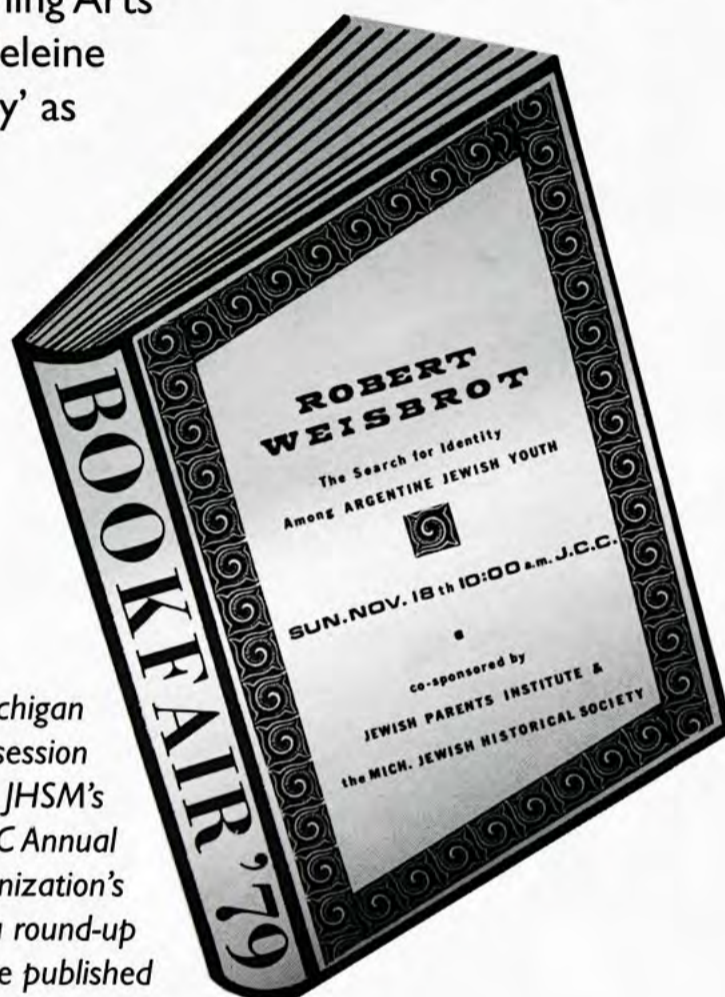 ning Arts
eleine
y' as
BOOKFAIR '79
ROBERT
WEISBROT
The Search for Identity
Among ARGENTINE JEWISH YOUTH
SUN. NOV. 18th 10:00 a.m. J.C.C.
co-sponsored by
JEWISH PARENTS INSTITUTE &
the MICH. JEWISH HISTORICAL SOCIETY
chigan
session
JHSM's
C Annual
nization's
a round-up
e published